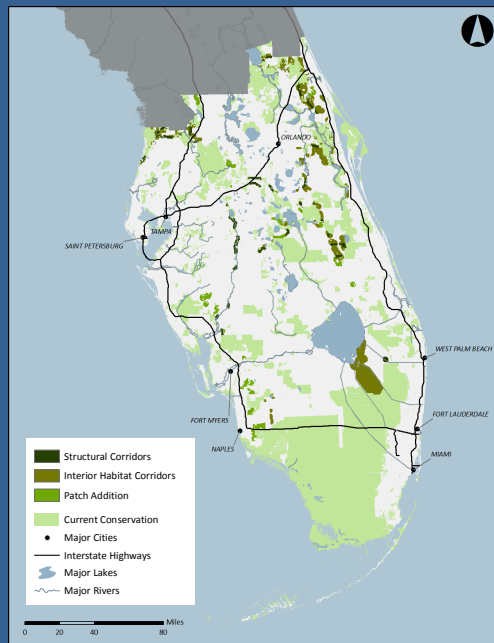 ORLANDO
TAMPA
SAINT PETERSBURG
WEST PALM BEACH
FORT MYERS
FORT LAUDERDALE
NAPLES
MIAMI
Structural Corridors
Interior Habitat Corridors
Patch Addition
Current Conservation
Major Cities
Interstate Highways
Major Lakes
Major Rivers
Miles
0 20 40 80